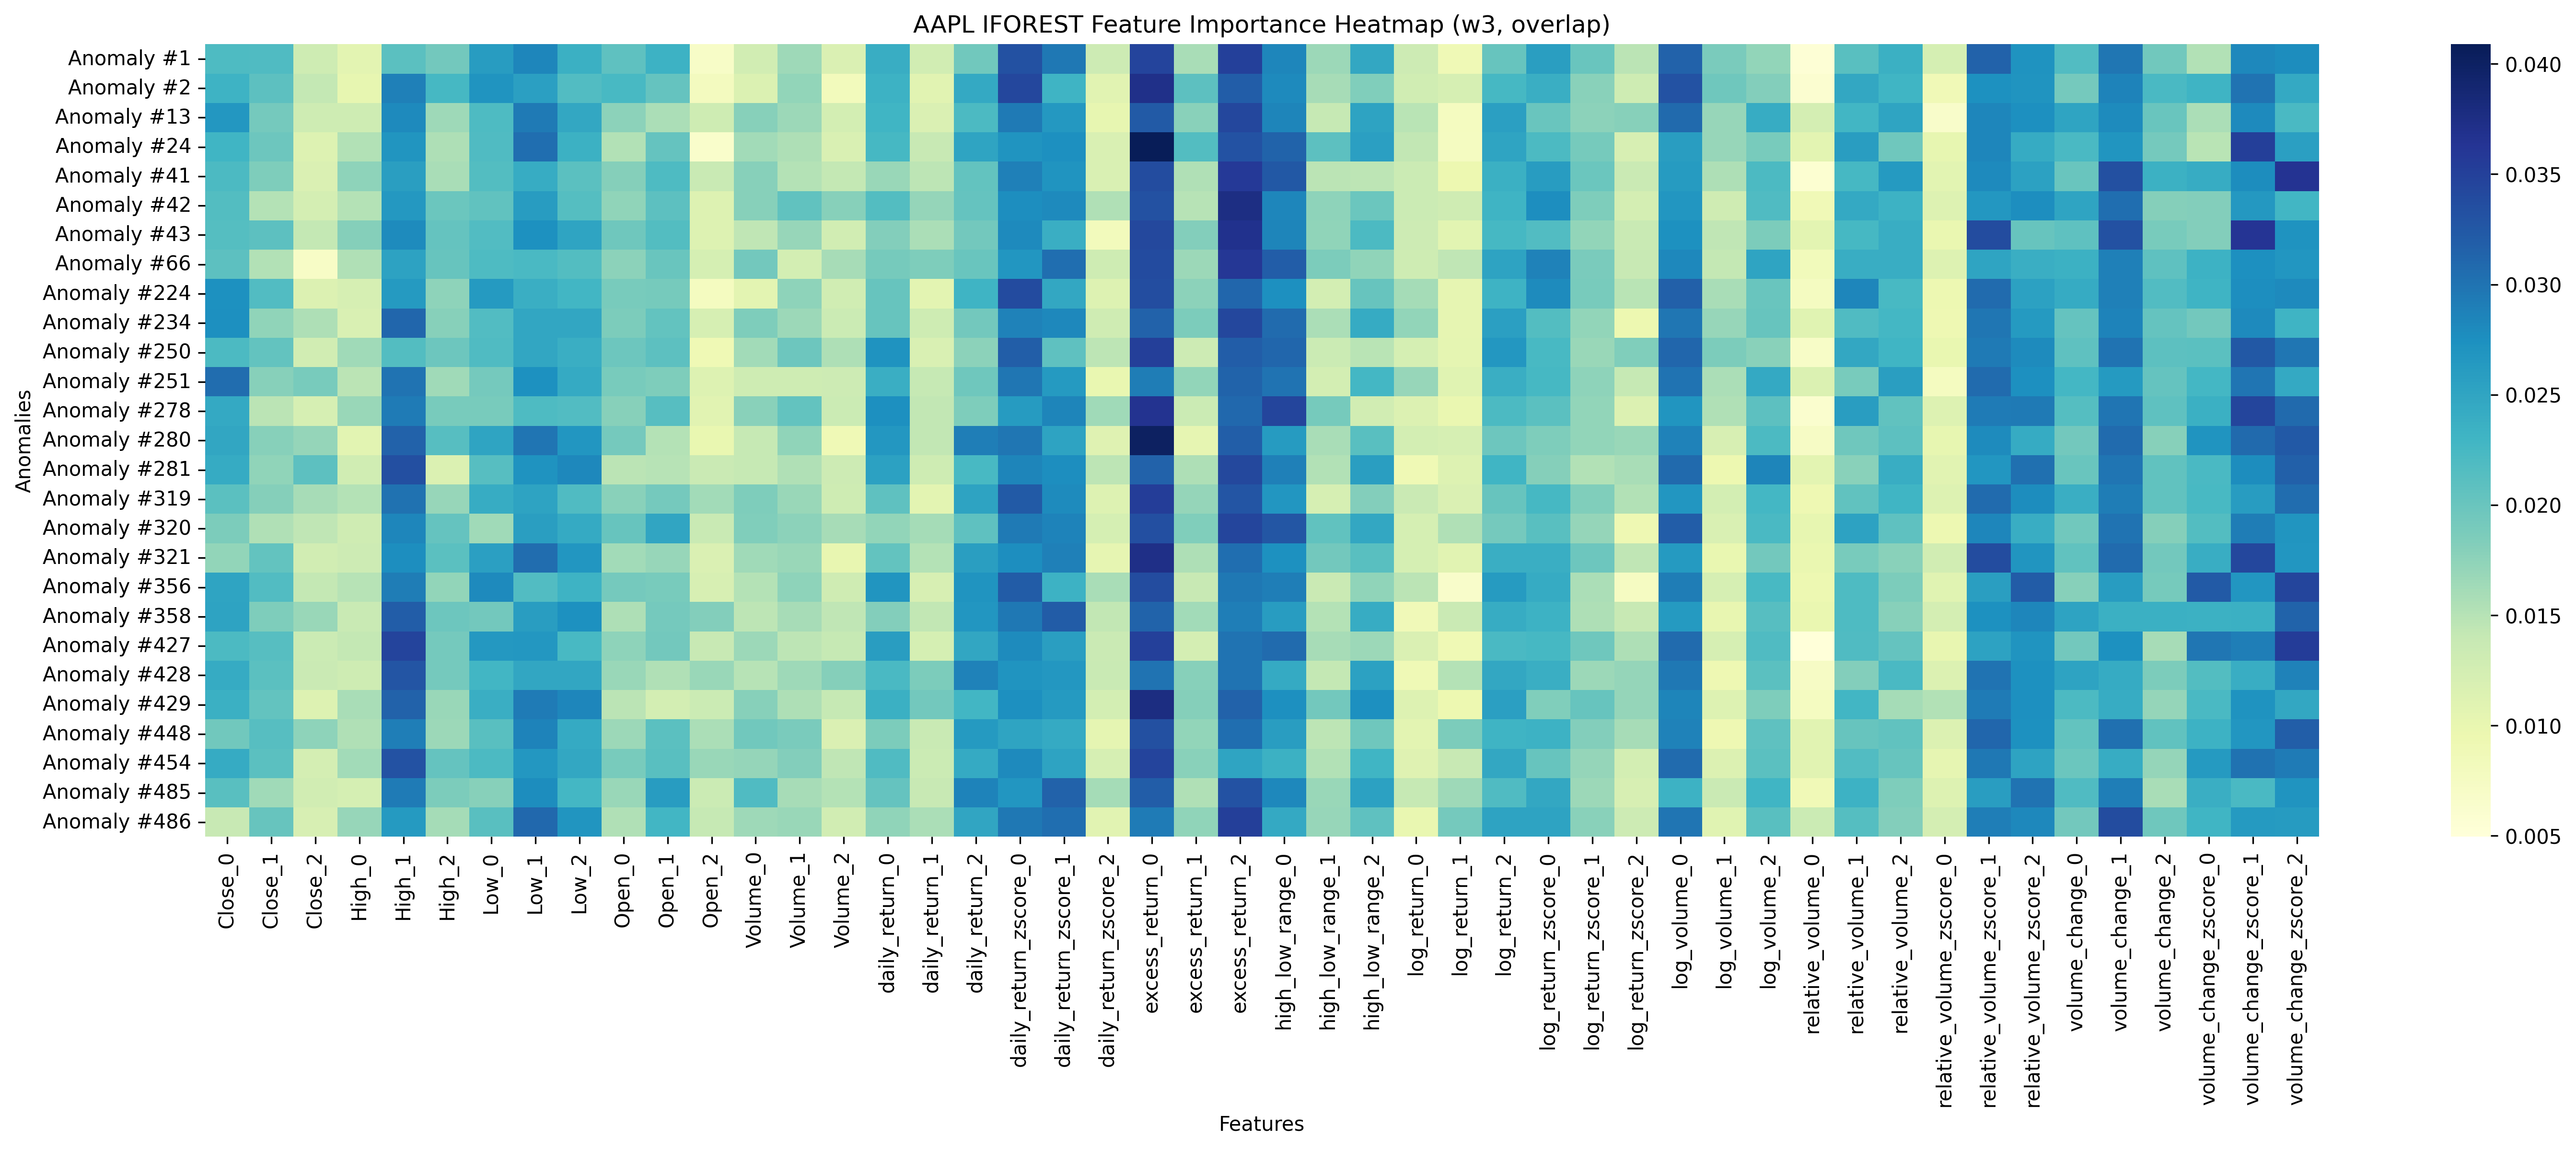 AAPL IFOREST Feature Importance Heatmap (w3, overlap)
Anomalies
Anomaly #1
Anomaly #2
Anomaly #13
Anomaly #24
Anomaly #41
Anomaly #42
Anomaly #43
Anomaly #66
Anomaly #224
Anomaly #234
Anomaly #250
Anomaly #251
Anomaly #278
Anomaly #280
Anomaly #281
Anomaly #319
Anomaly #320
Anomaly #321
Anomaly #356
Anomaly #358
Anomaly #427
Anomaly #428
Anomaly #429
Anomaly #448
Anomaly #454
Anomaly #485
Anomaly #486
Close_0
Close_1
Close_2
High_0
High_1
High_2
Low_0
Low_1
Low_2
Open_0
Open_1
Open_2
Volume_0
Volume_1
Volume_2
daily_return_0
daily_return_1
daily_return_2
daily_return_zscore_0
daily_return_zscore_1
daily_return_zscore_2
excess_return_0
excess_return_1
excess_return_2
high_low_range_0
high_low_range_1
high_low_range_2
log_return_0
log_return_1
log_return_2
log_return_zscore_0
log_return_zscore_1
log_return_zscore_2
log_volume_0
log_volume_1
log_volume_2
relative_volume_0
relative_volume_1
relative_volume_2
relative_volume_zscore_0
relative_volume_zscore_1
relative_volume_zscore_2
volume_change_0
volume_change_1
volume_change_2
volume_change_zscore_0
volume_change_zscore_1
volume_change_zscore_2
Features
0.040
0.035
0.030
0.025
0.020
0.015
0.010
0.005